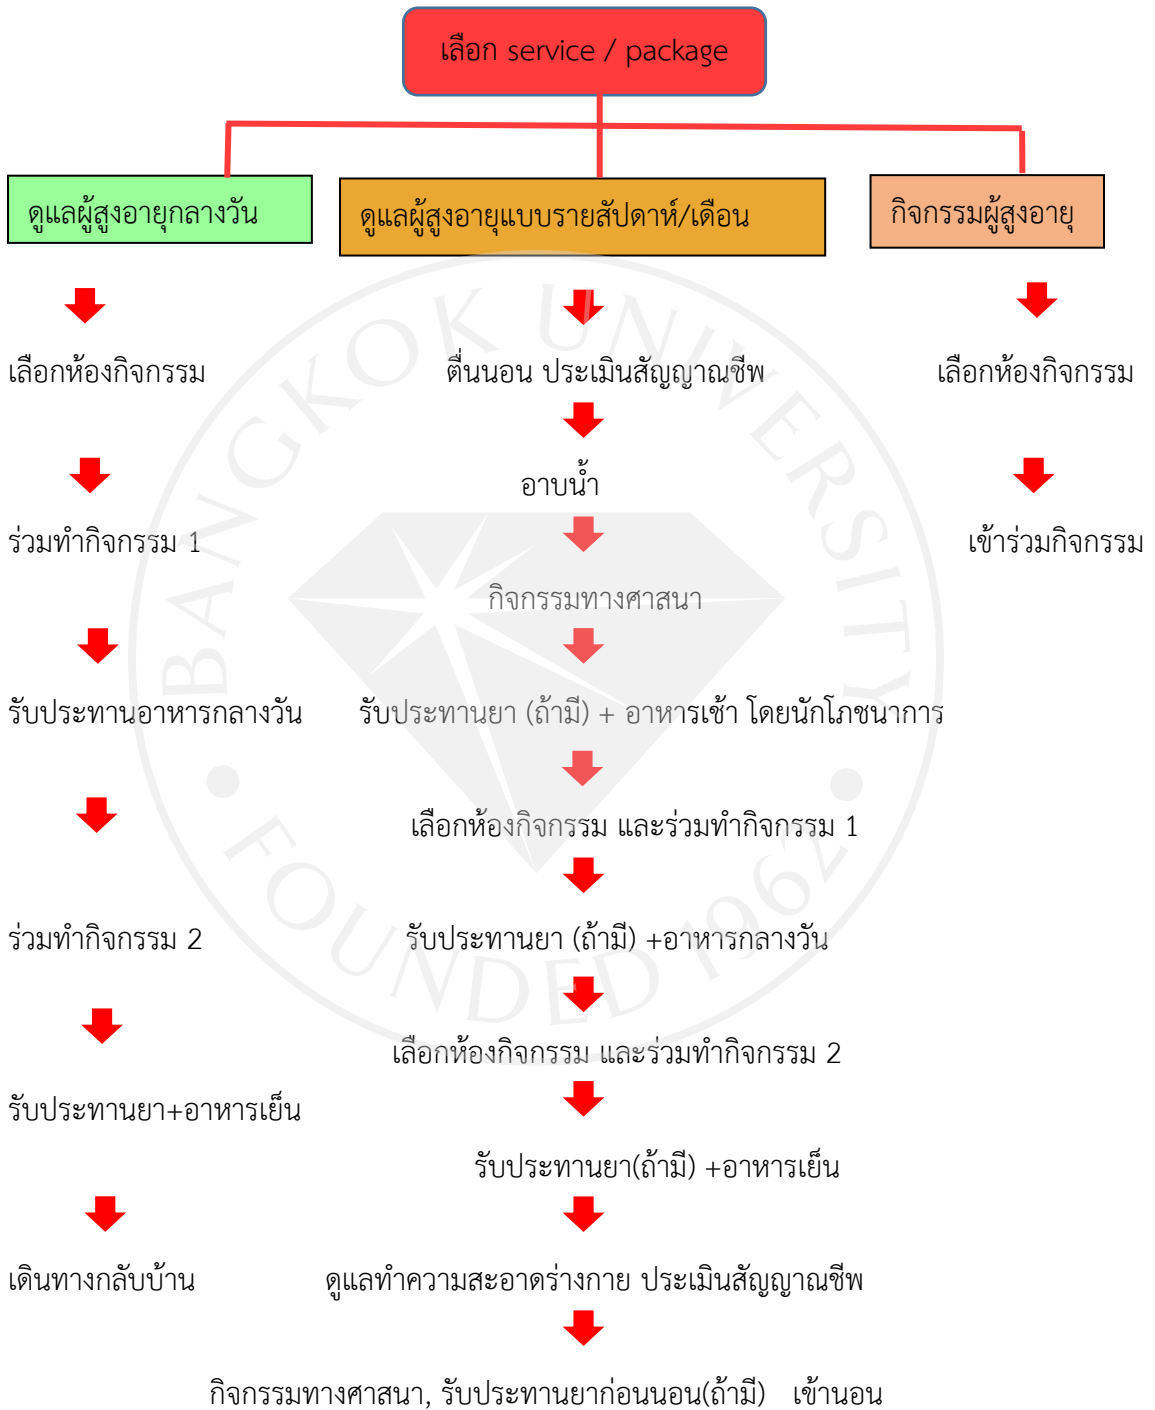 เลือก service / package
ดูแลผู้สูงอายุกลางวัน
ดูแลผู้สูงอายุแบบรายสัปดาห์/เดือน
กิจกรรมผู้สูงอายุ
เลือกห้องกิจกรรม
ตื่นนอน ประเมินสัญญาณชีพ
เลือกห้องกิจกรรม
อาบน้ำ
ร่วมทำกิจกรรม 1
เข้าร่วมกิจกรรม
กิจกรรมทางศาสนา
รับประทานอาหารกลางวัน
รับประทานยา (ถ้ามี) + อาหารเช้า โดยนักโภชนาการ
เลือกห้องกิจกรรม และร่วมทำกิจกรรม 1
ร่วมทำกิจกรรม 2
รับประทานยา (ถ้ามี) +อาหารกลางวัน
เลือกห้องกิจกรรม และร่วมทำกิจกรรม 2
รับประทานยา+อาหารเย็น
รับประทานยา(ถ้ามี) +อาหารเย็น
เดินทางกลับบ้าน
ดูแลทำความสะอาดร่างกาย ประเมินสัญญาณชีพ
กิจกรรมทางศาสนา, รับประทานยาก่อนนอน(ถ้ามี) เข้านอน
BANGKOK UNIVERSITY
FOUNDED 1962